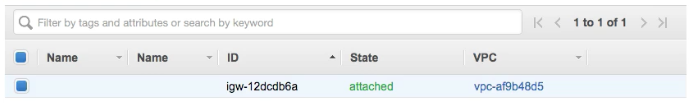 Filter by tags and attributes or search by keyword
|< < 1 to 1 of 1 > >|
Name Name ID State VPC
igw-12dcdb6a attached vpc-af9b48d5